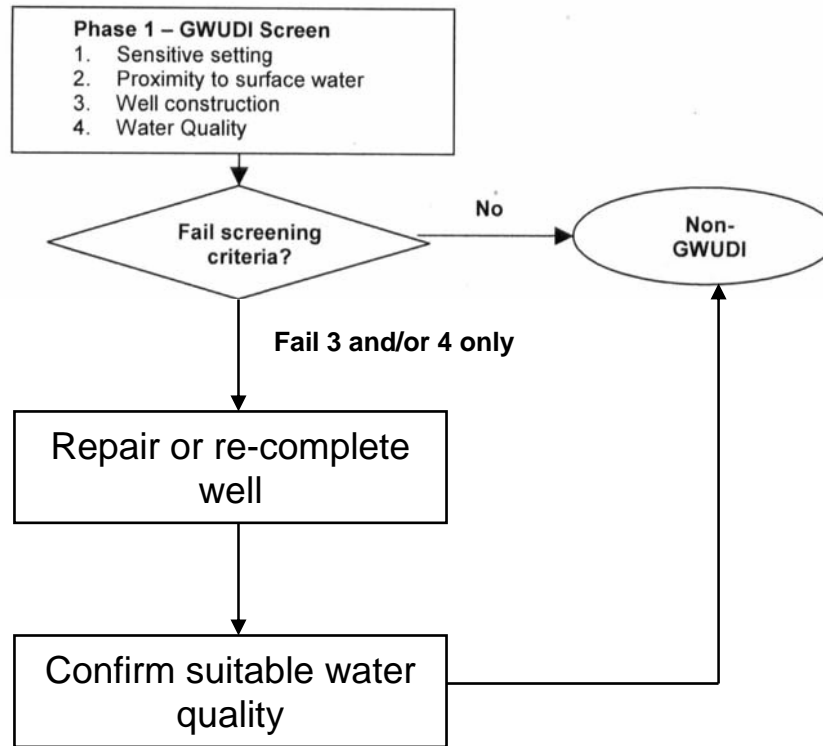 Phase 1 – GWUDI Screen
1. Sensitive setting
2. Proximity to surface water
3. Well construction
4. Water Quality
Fail screening
criteria?
No
Non-
GWUDI
Fail 3 and/or 4 only
Repair or re-complete
well
Confirm suitable water
quality